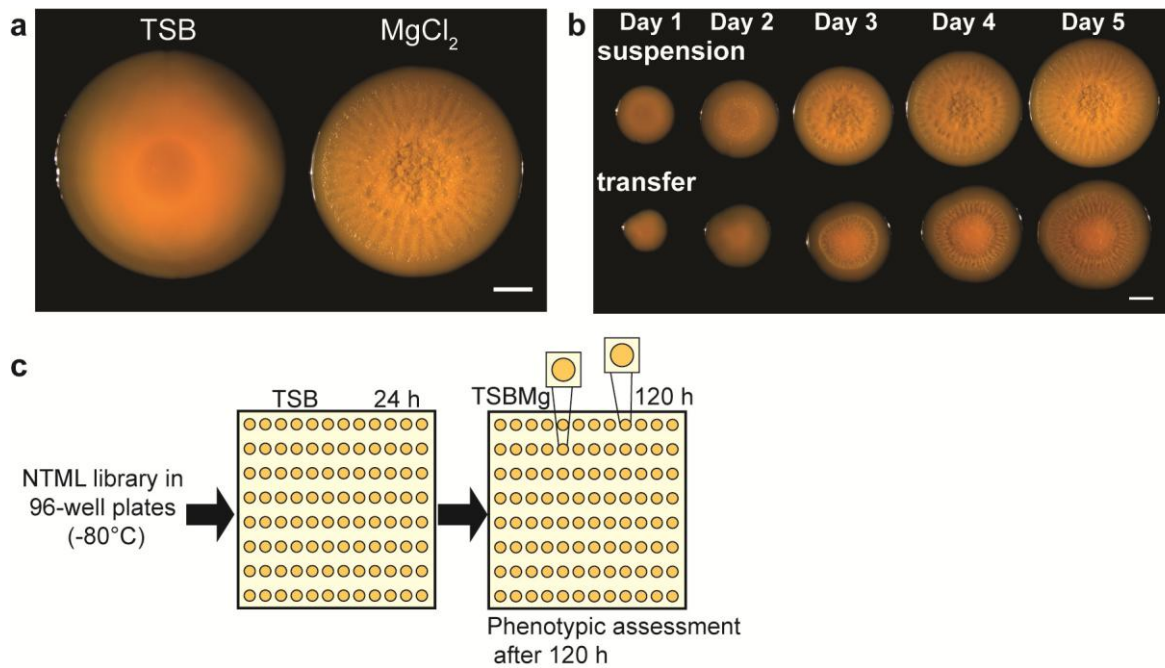 a
TSB
MgCl₂
b
Day 1 Day 2 Day 3 Day 4 Day 5
suspension
transfer
c
TSB 24 h
TSBMg 120 h
NTML library in
96-well plates
(-80°C)
Phenotypic assessment
after 120 h